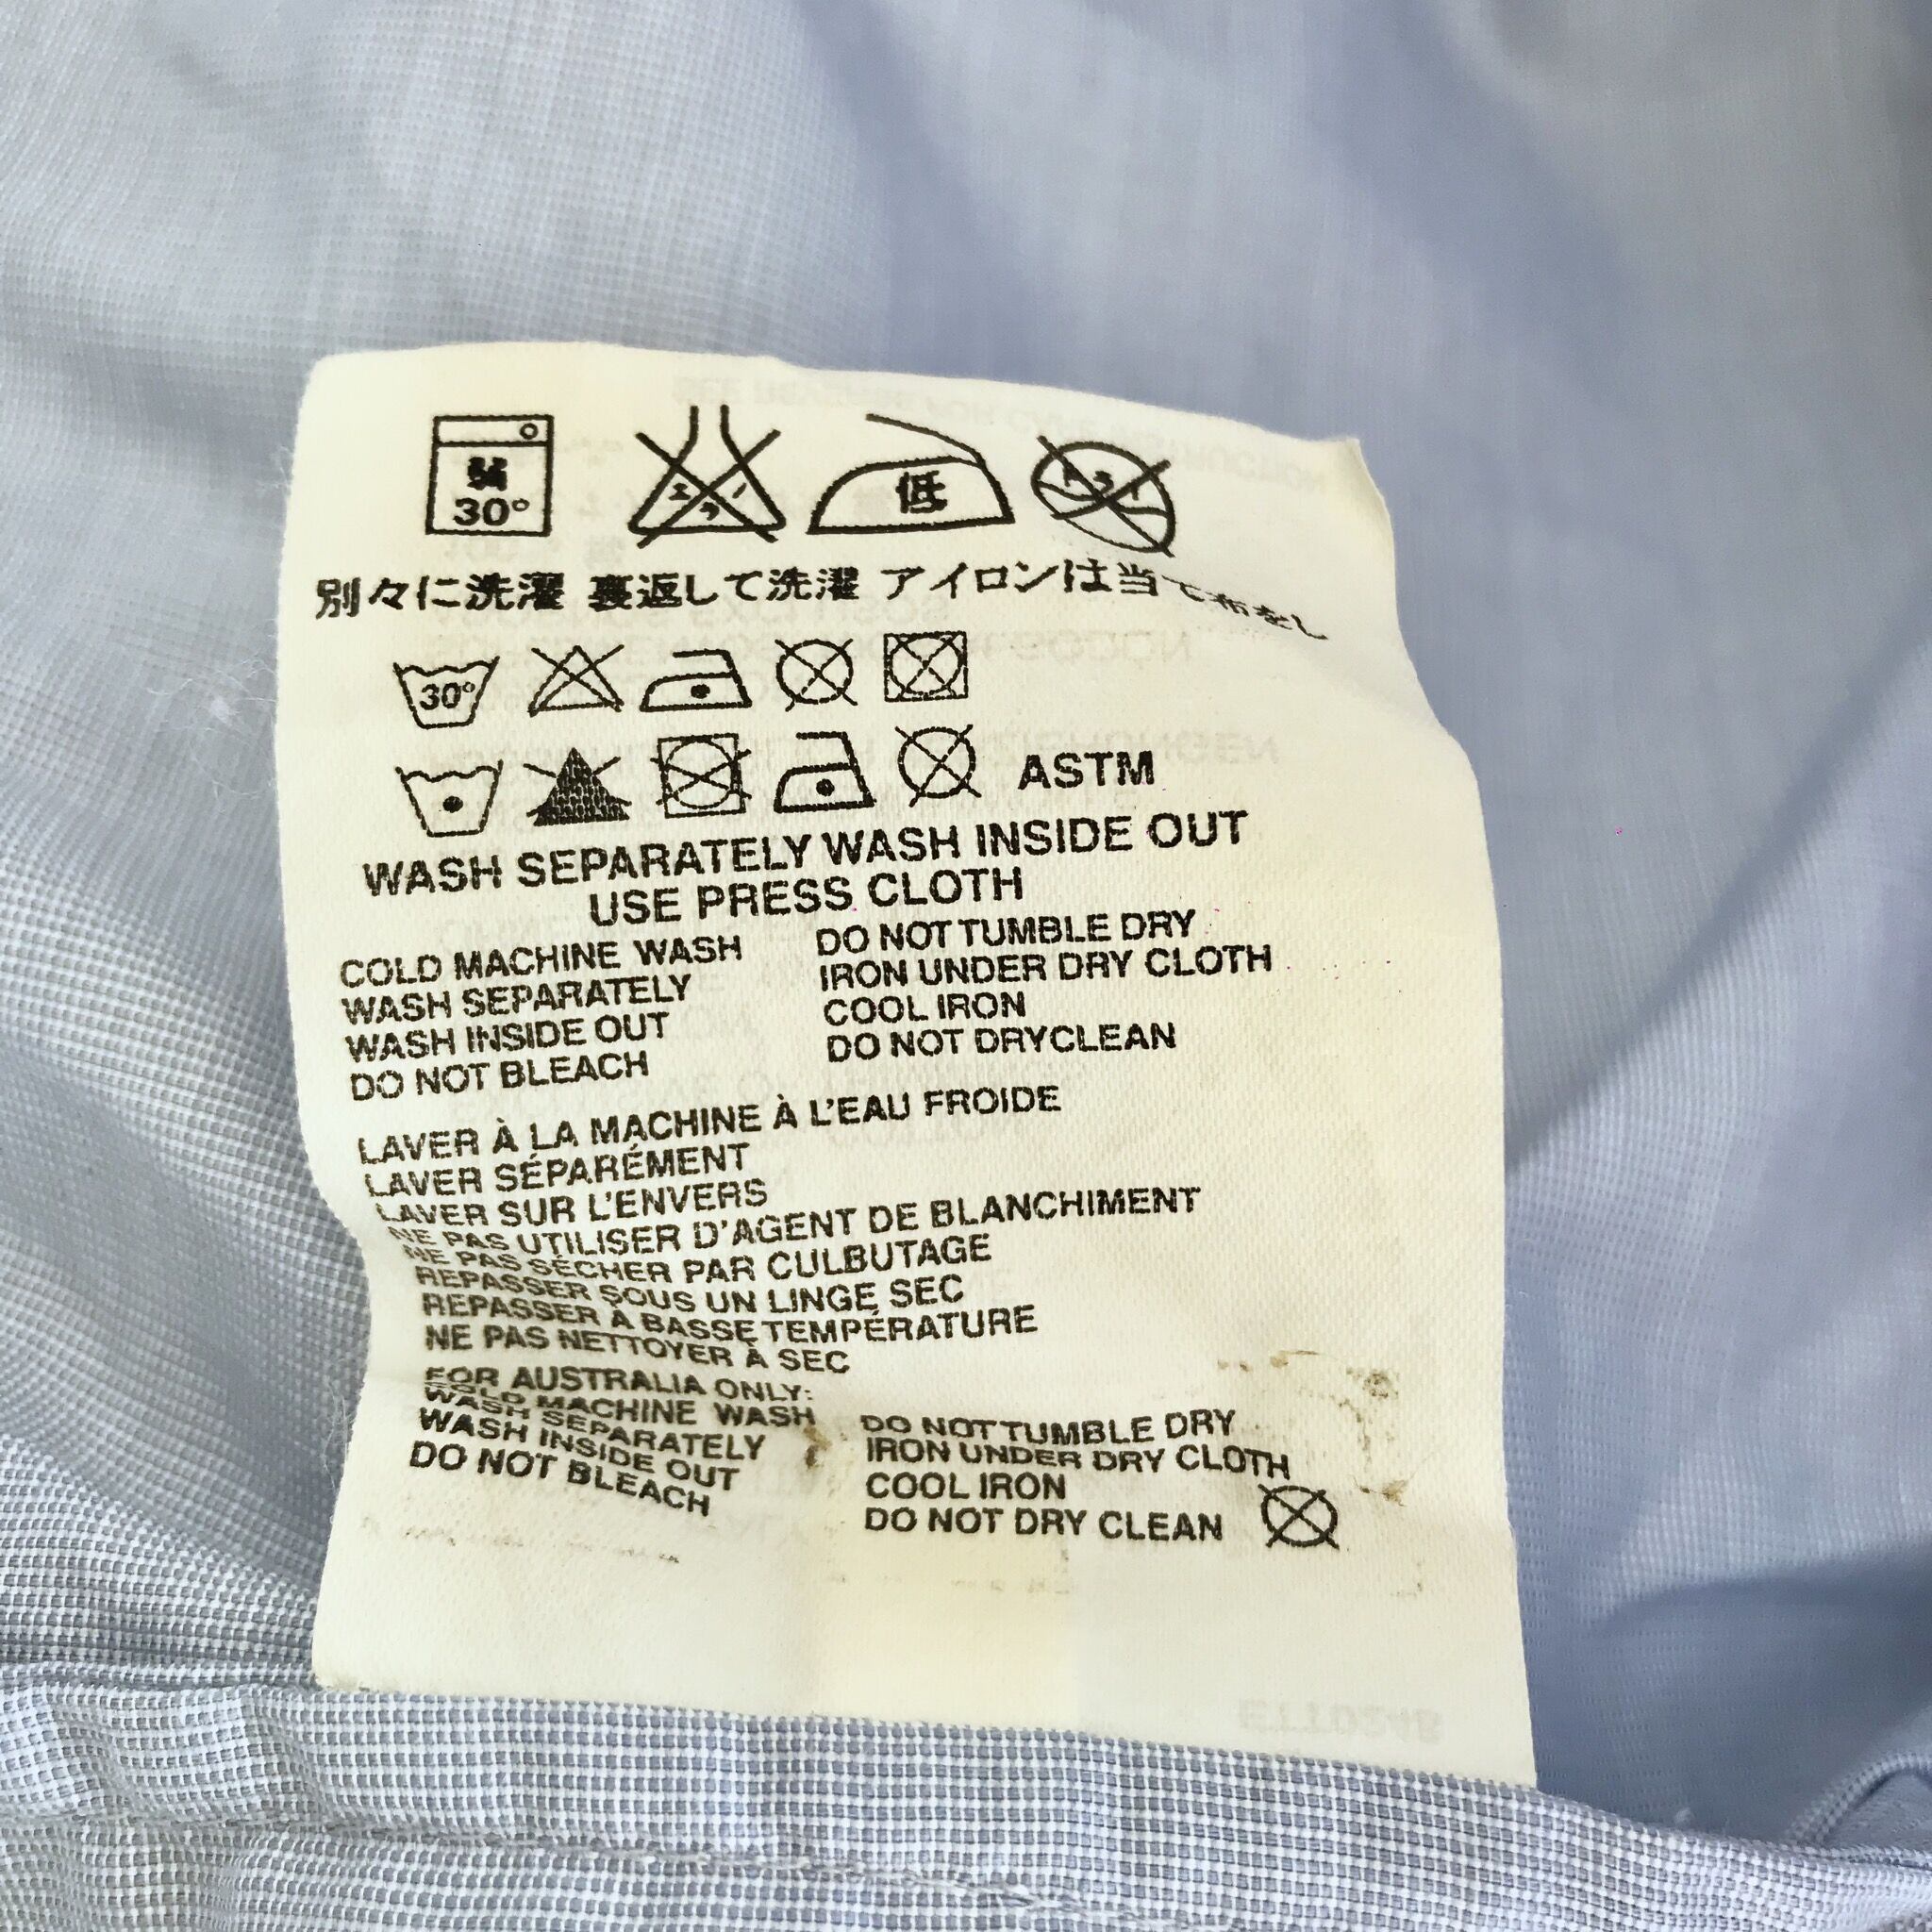 30°
エンソ
低
ドライ
別々に洗濯 裏返して洗濯 アイロンは当て布をし
30°
ASTM
WASH SEPARATELY WASH INSIDE OUT
USE PRESS CLOTH
COLD MACHINE WASH
WASH SEPARATELY
WASH INSIDE OUT
DO NOT BLEACH
DO NOT TUMBLE DRY
IRON UNDER DRY CLOTH
COOL IRON
DO NOT DRYCLEAN
LAVER À LA MACHINE À L'EAU FROIDE
LAVER SÉPARÉMENT
LAVER SUR L'ENVERS
NE PAS UTILISER D'AGENT DE BLANCHIMENT
NE PAS SÉCHER PAR CULBUTAGE
REPASSER SOUS UN LINGE SEC
REPASSER À BASSE TEMPÉRATURE
NE PAS NETTOYER À SEC
FOR AUSTRALIA ONLY:
COLD MACHINE WASH
WASH SEPARATELY
WASH INSIDE OUT
DO NOT BLEACH
DO NOT TUMBLE DRY
IRON UNDER DRY CLOTH
COOL IRON
DO NOT DRY CLEAN